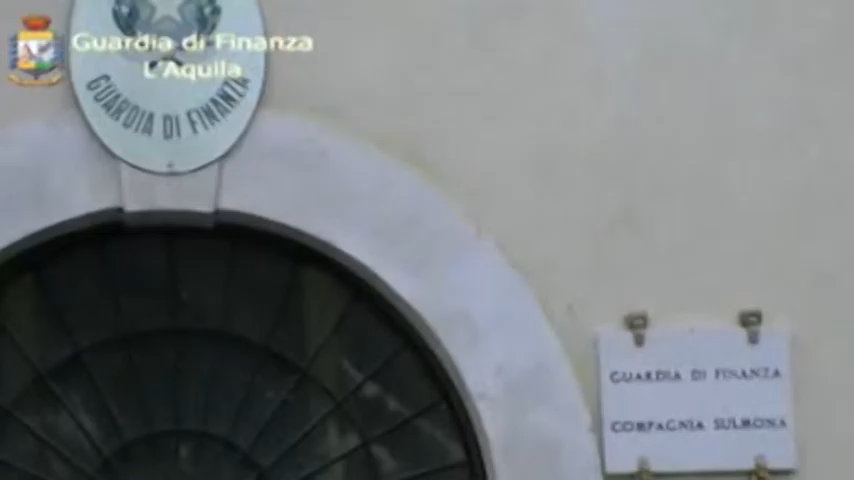 Guardia di Finanza
L'Aquila
GUARDIA DI FINANZA
GUARDIA DI FINANZA
COMPAGNIA SULMONA